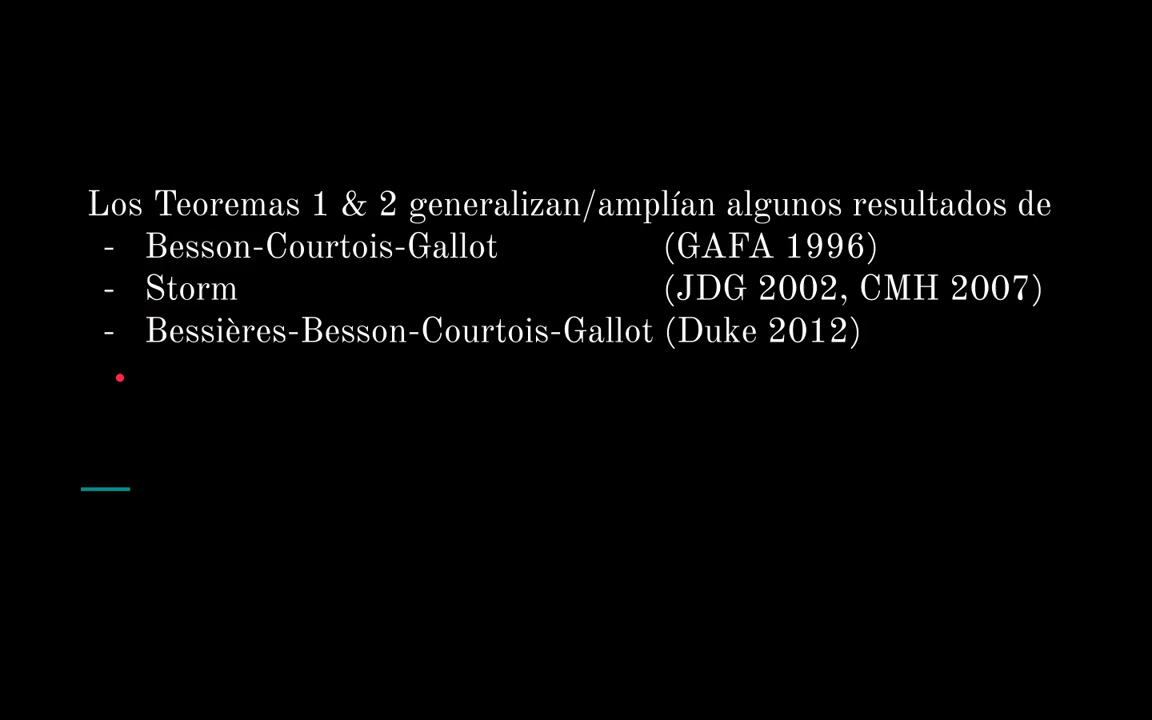 Los Teoremas 1 & 2 generalizan/amplían algunos resultados de
- Besson-Courtois-Gallot (GAFA 1996)
- Storm (JDG 2002, CMH 2007)
- Bessières-Besson-Courtois-Gallot (Duke 2012)